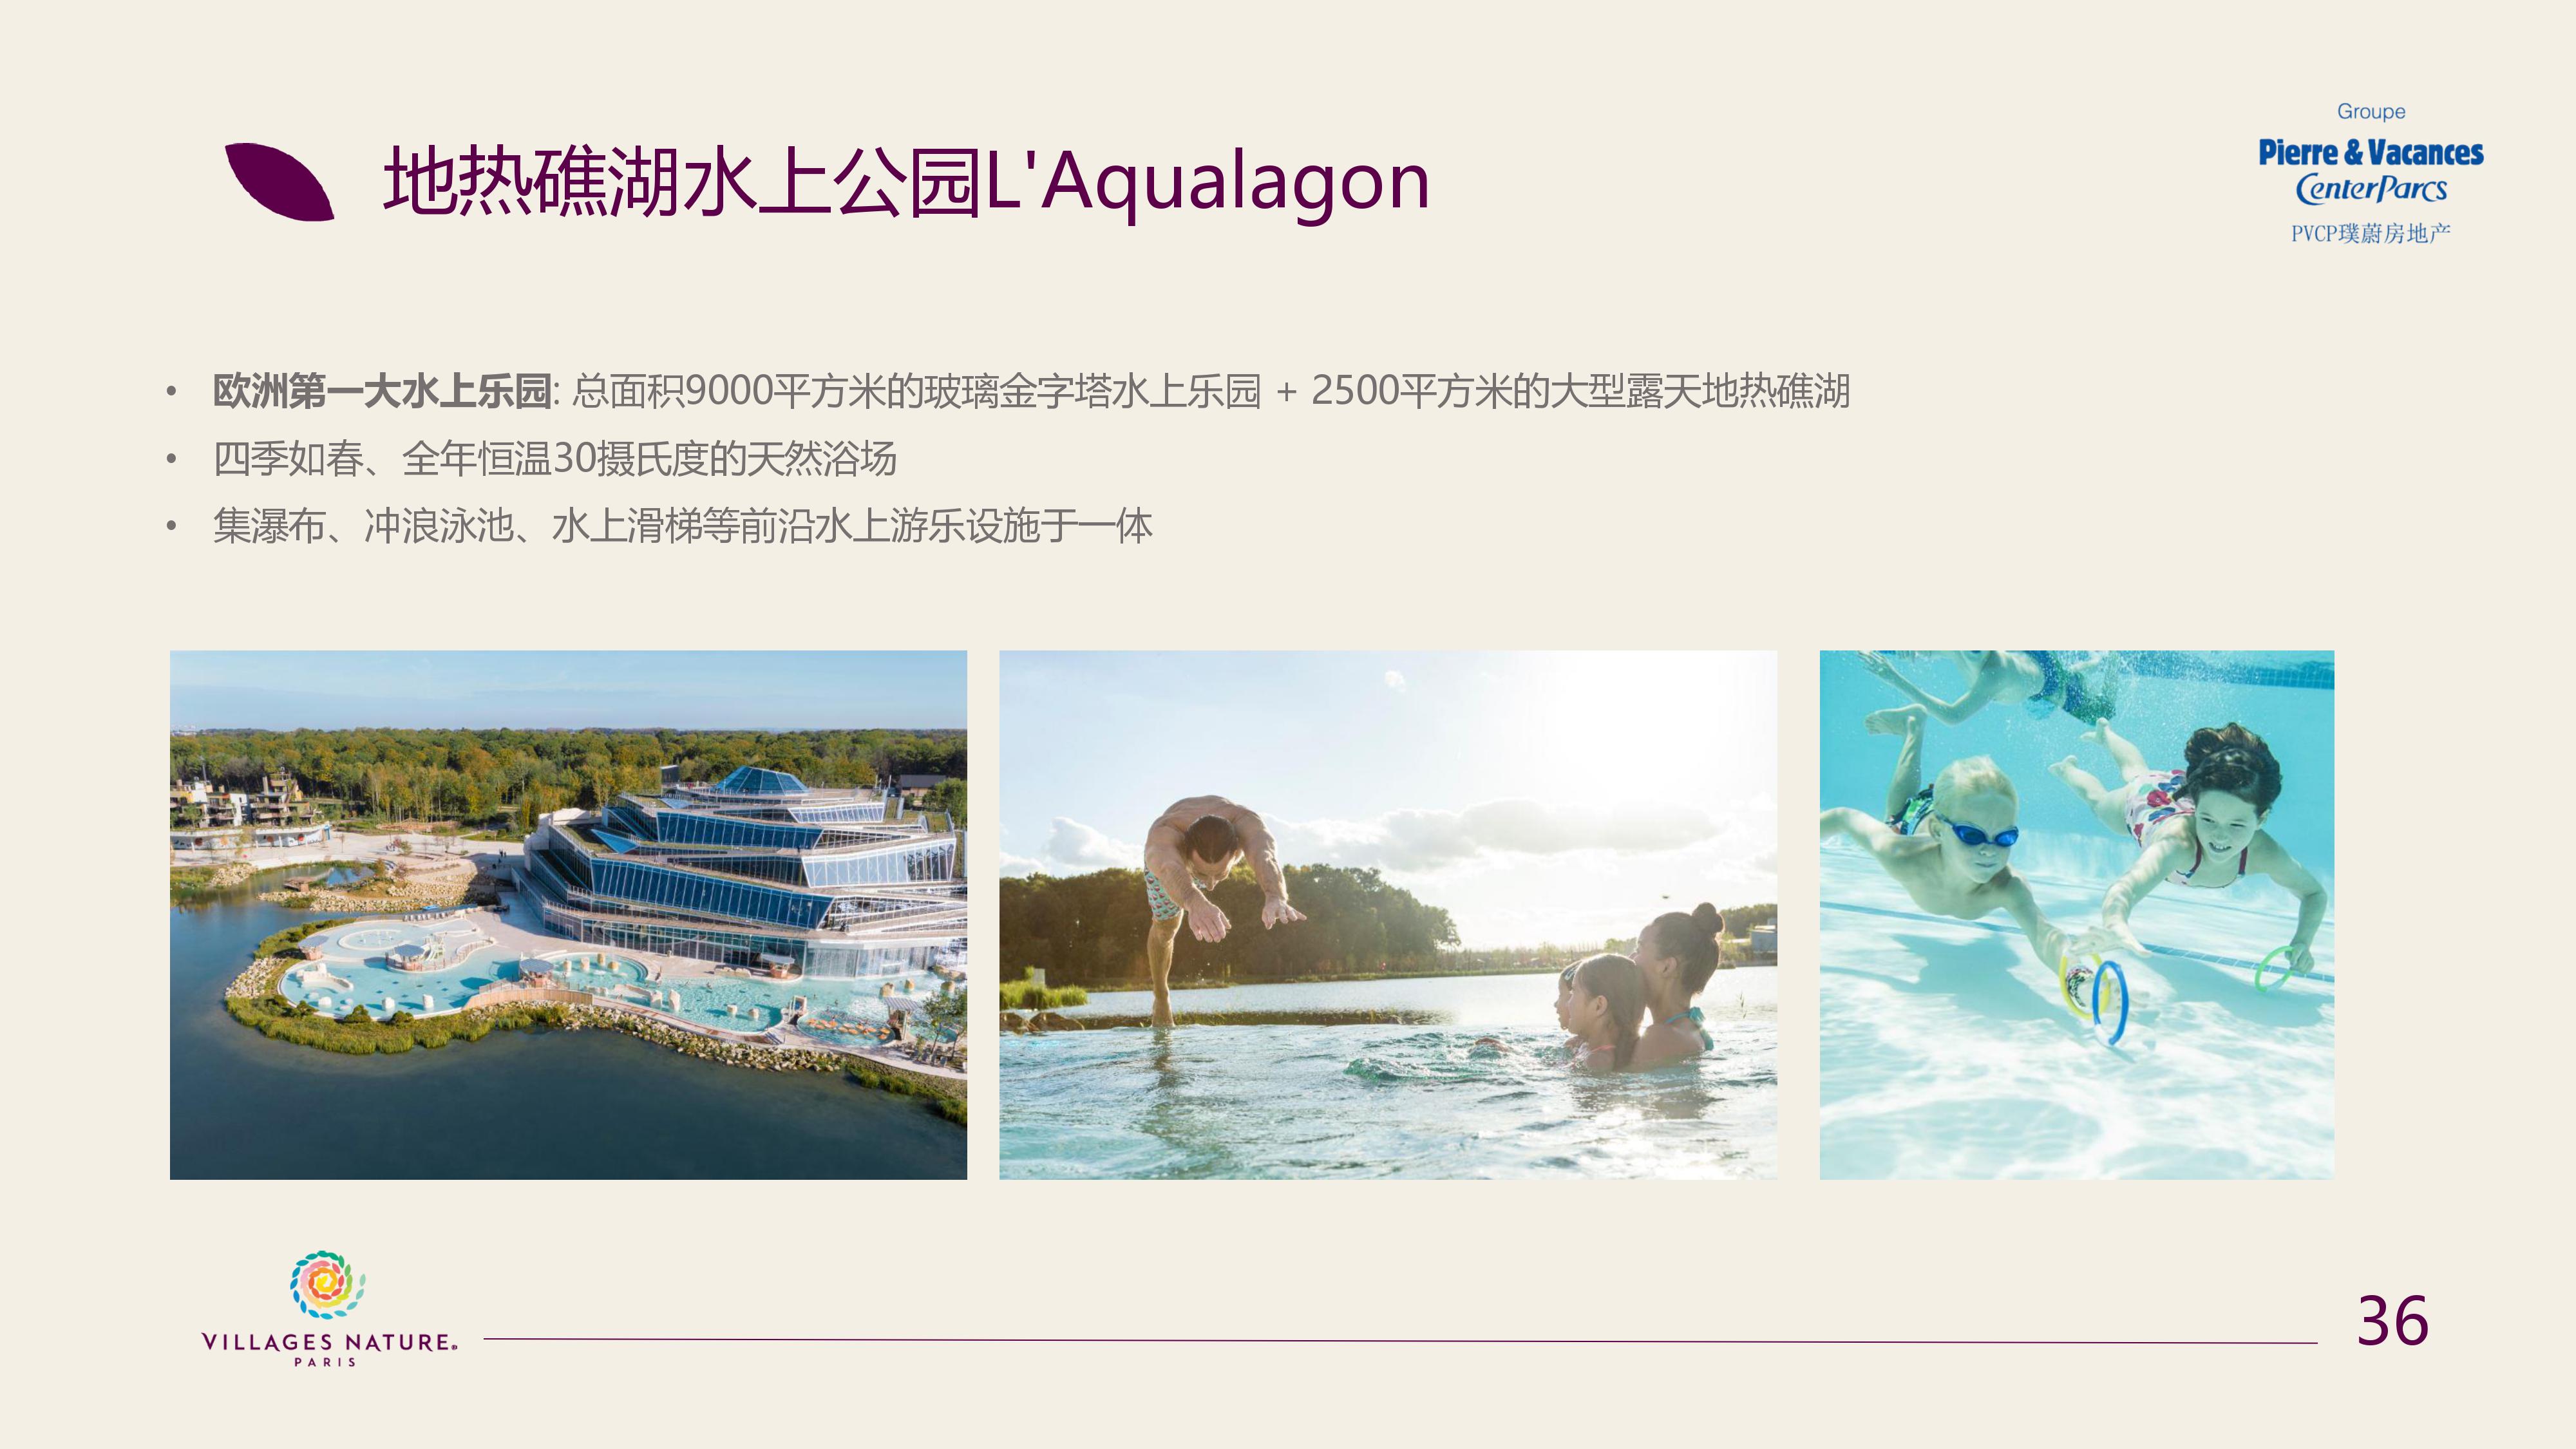 地热礁湖水上公园L'Aqualagon
Groupe
Pierre & Vacances
CenterParcs
PVCP璞蔚房地产
• 欧洲第一大水上乐园: 总面积9000平方米的玻璃金字塔水上乐园 + 2500平方米的大型露天地热礁湖
• 四季如春、全年恒温30摄氏度的天然浴场
• 集瀑布、冲浪泳池、水上滑梯等前沿水上游乐设施于一体
VILLAGES NATURE®
PARIS
36